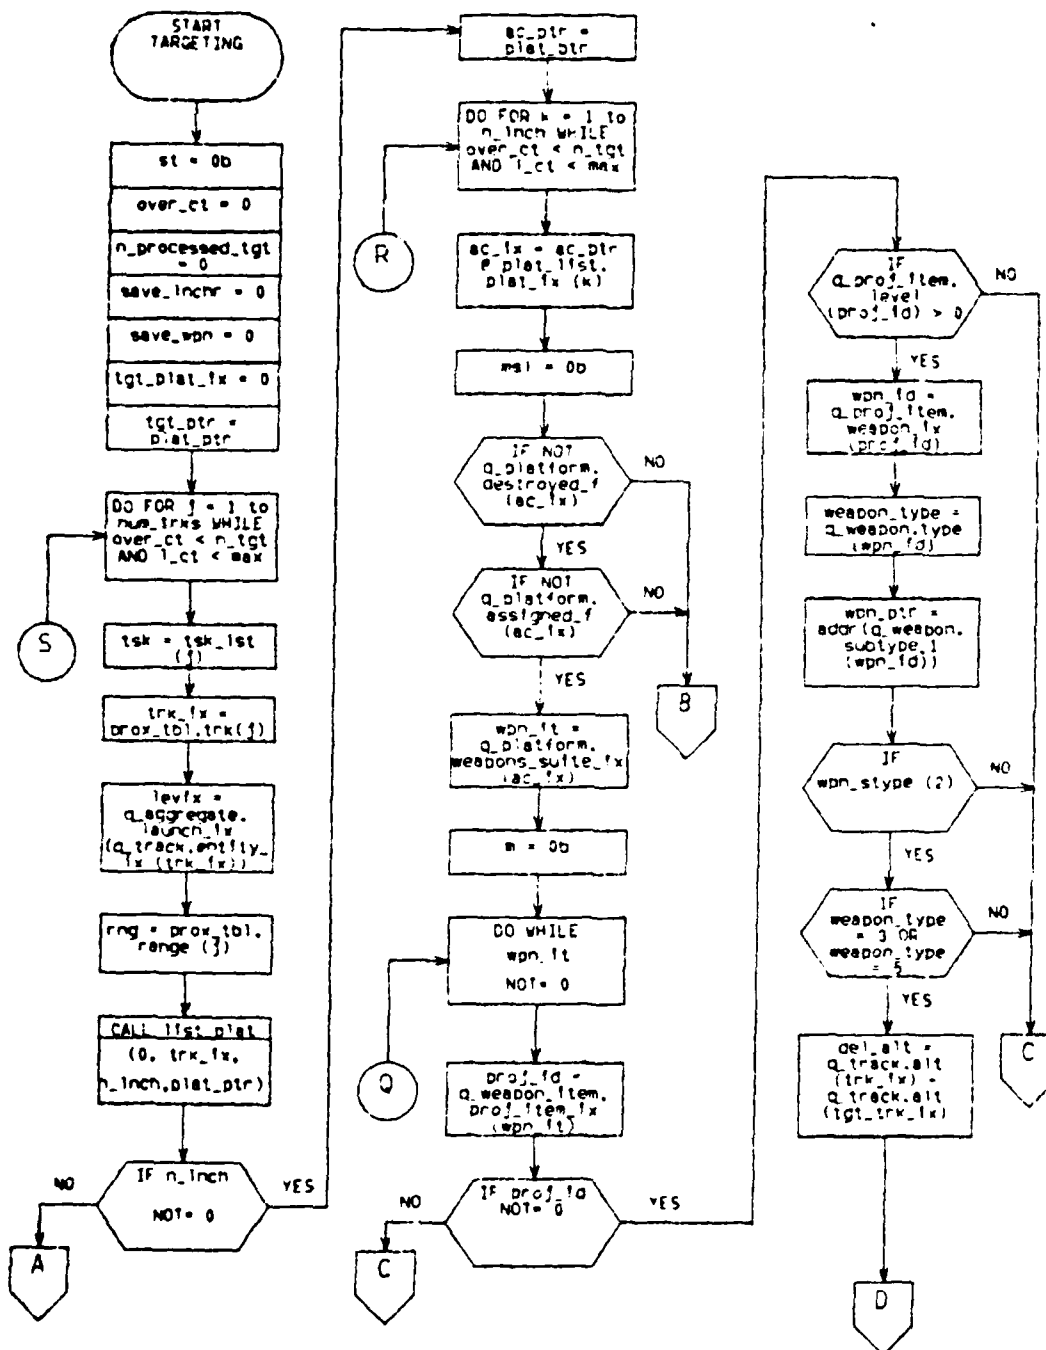 START
TARGETING
st = 0b
over_ct = 0
n_processed_tgt
= 0
save_lnchr = 0
save_wpn = 0
tgt_plat_ix = 0
tgt_ptr =
plat_ptr
DO FOR j = 1 to
num_trks WHILE
over_ct < n_tgt
AND i_ct < max
S
tsk = tsk_lst
(j)
trk_ix =
prox_tbl.trk(j)
levix =
q_aggregate.
launch_ix
(q_track.entity_
ix (trk_ix))
rng = prox_tbl.
range (j)
CALL list_plat
(0, trk_ix,
n_lnch,plat_ptr)
IF n_lnch
NOT= 0
NO
YES
A
ac_ptr =
plat_ptr
DO FOR k = 1 to
n_lnch WHILE
over_ct < n_tgt
AND i_ct < max
R
ac_ix = ac_ptr
@ plat_list.
plat_ix (k)
msl = 0b
IF NOT
q_platform.
destroyed_f
(ac_ix)
NO
YES
IF NOT
q_platform.
assigned_f
(ac_ix)
NO
YES
B
wpn_it =
q_platform.
weapons_suite_ix
(ac_ix)
m = 0b
DO WHILE
wpn_it
NOT= 0
Q
proj_id =
q_weapon_item.
proj_item_ix
(wpn_it)
IF proj_id
NOT= 0
NO
YES
C
IF
q_proj_item.
level
(proj_id) > 0
NO
YES
wpn_id =
q_proj_item.
weapon_ix
(proj_id)
weapon_type =
q_weapon.type
(wpn_id)
wpn_ptr =
addr(q_weapon.
subtype_1
(wpn_id))
IF
wpn_stype (2)
NO
YES
IF
weapon_type
= 3 OR
weapon_type
= 5
NO
YES
C
del_alt =
q_track.alt
(trk_ix) -
q_track.alt
(tgt_trk_ix)
D